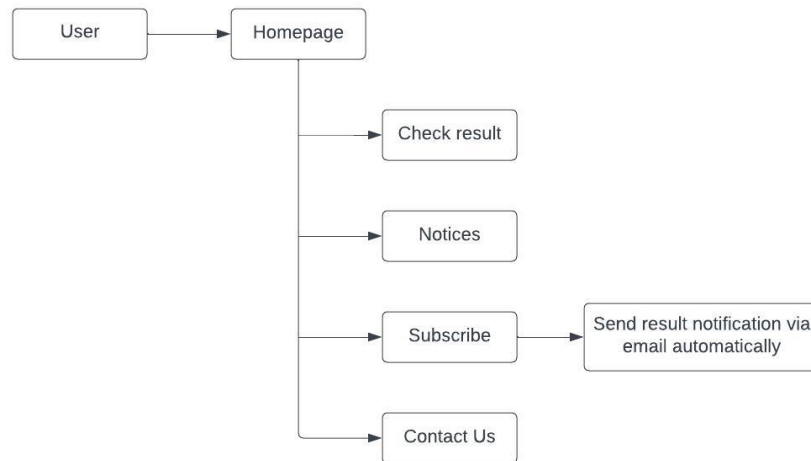 User
Homepage
Check result
Notices
Subscribe
Send result notification via
email automatically
Contact Us